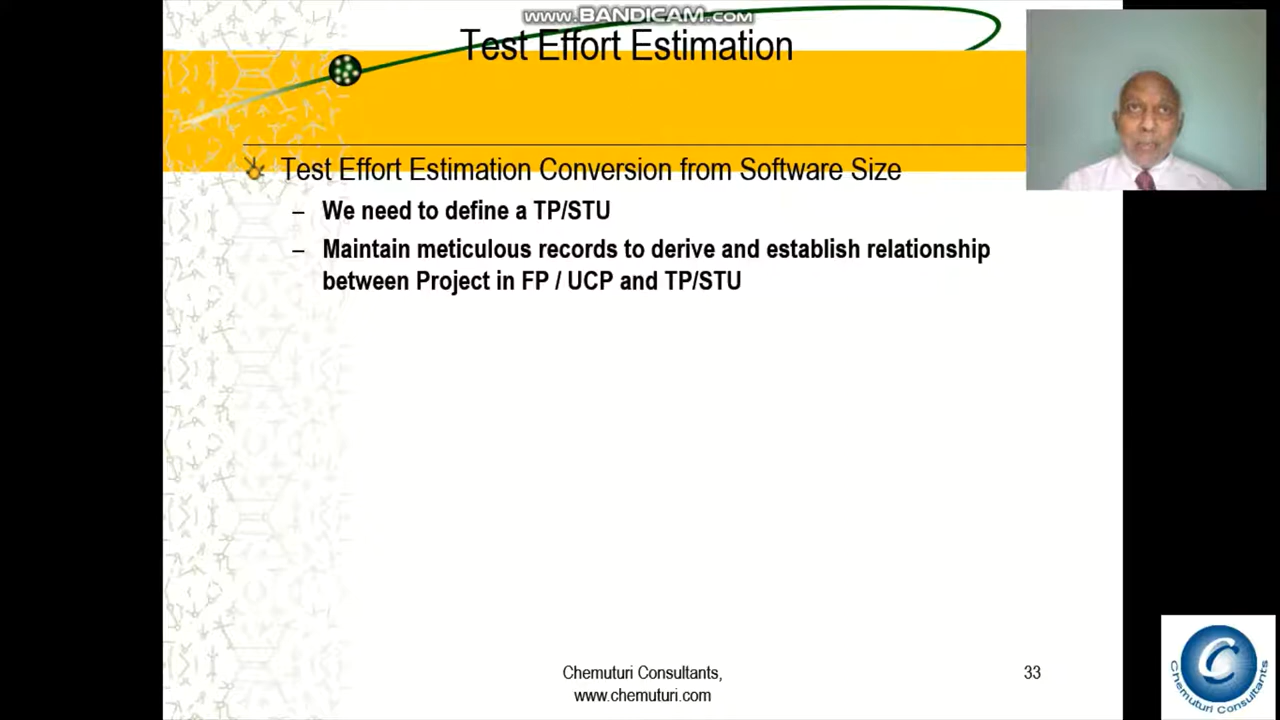 www.BANDICAM.com
Test Effort Estimation
Test Effort Estimation Conversion from Software Size
– We need to define a TP/STU
– Maintain meticulous records to derive and establish relationship
between Project in FP / UCP and TP/STU
Chemuturi Consultants,
www.chemuturi.com
33
C
Chemuturi Consultants